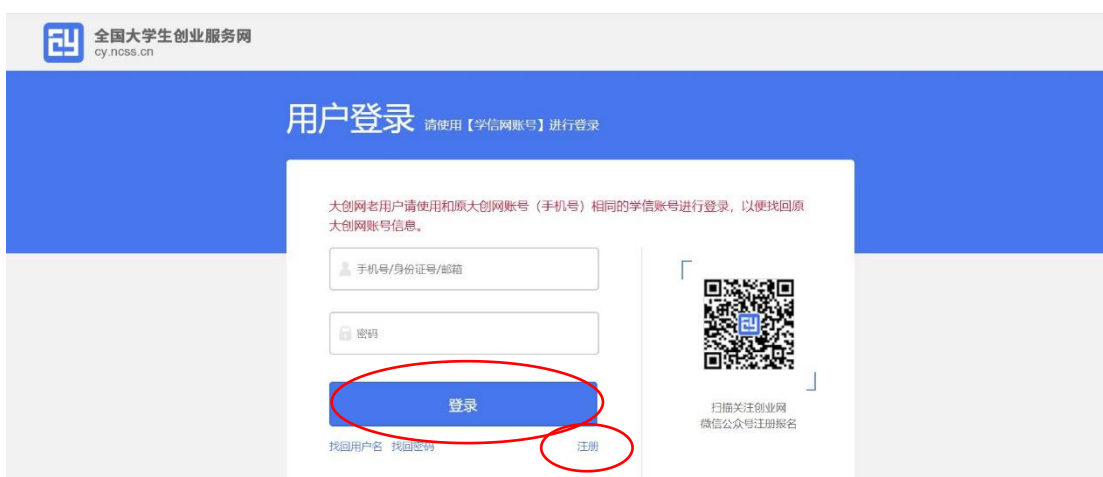 全国大学生创业服务网
cy.ncss.cn
用户登录 请使用【学信网账号】进行登录
大创网老用户请使用和原大创网账号（手机号）相同的学信账号进行登录，以便找回原
大创网账号信息。
手机号/身份证号/邮箱
密码
登录
找回用户名 找回密码 注册
扫描关注创业网
微信公众号注册报名